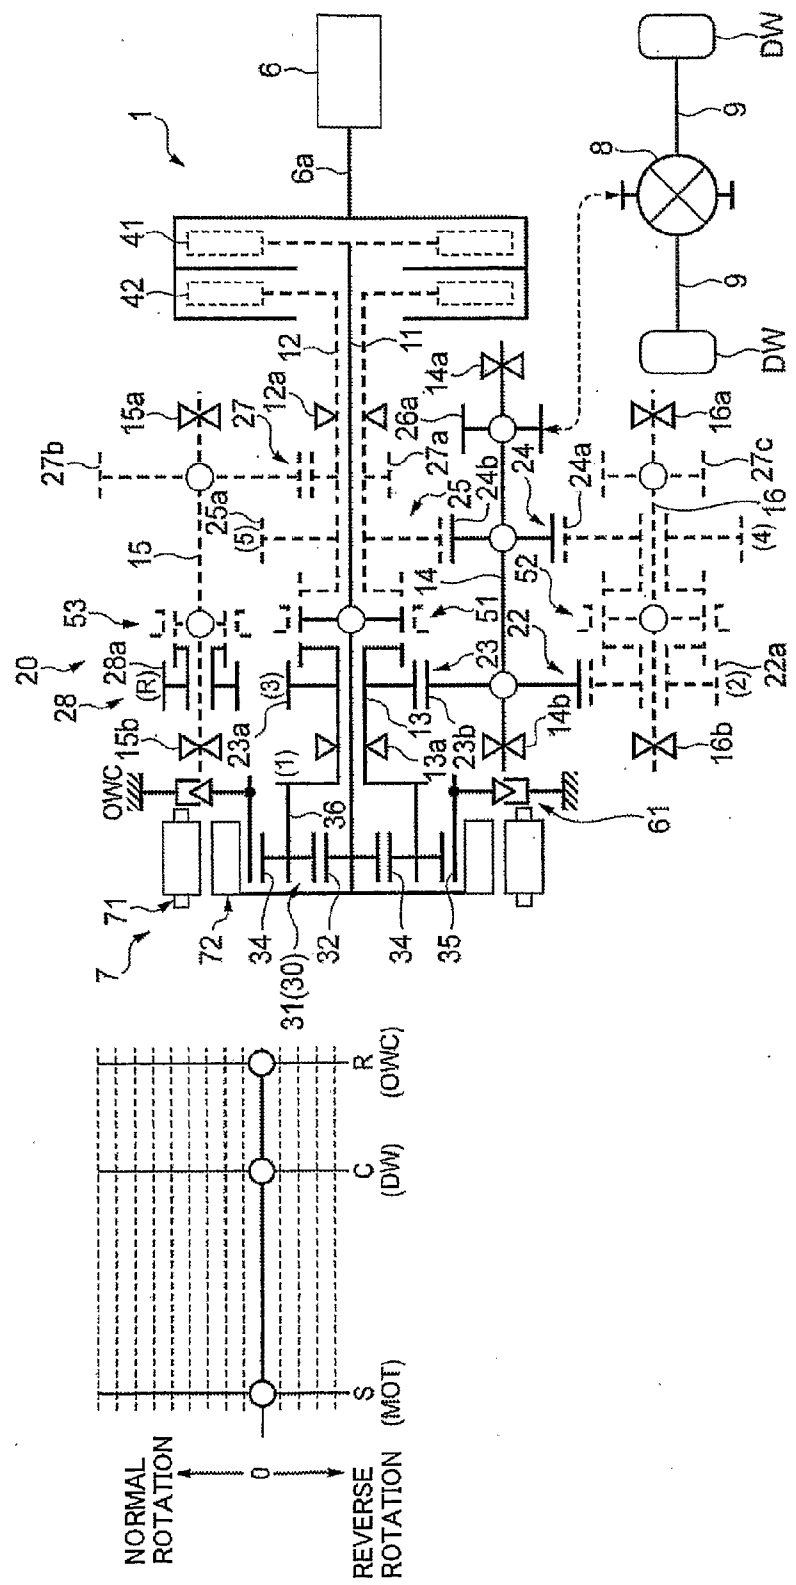 1
6
6a
41
42
12
11
12a
14a
15a
27
27b
26a
27a
25a
(5)
25
24b
24
24a
15
14
53
51
52
20
28
28a
(R)
23a
(3)
23
22
15b
13
13a
23b
14b
(1)
OWC
36
61
71
7
72
34
31(30)
32
34
35
8
9
9
DW
DW
16a
27c
16
(4)
22a
(2)
16b
NORMAL
ROTATION
0
REVERSE
ROTATION
S
(MOT)
C
(DW)
R
(OWC)